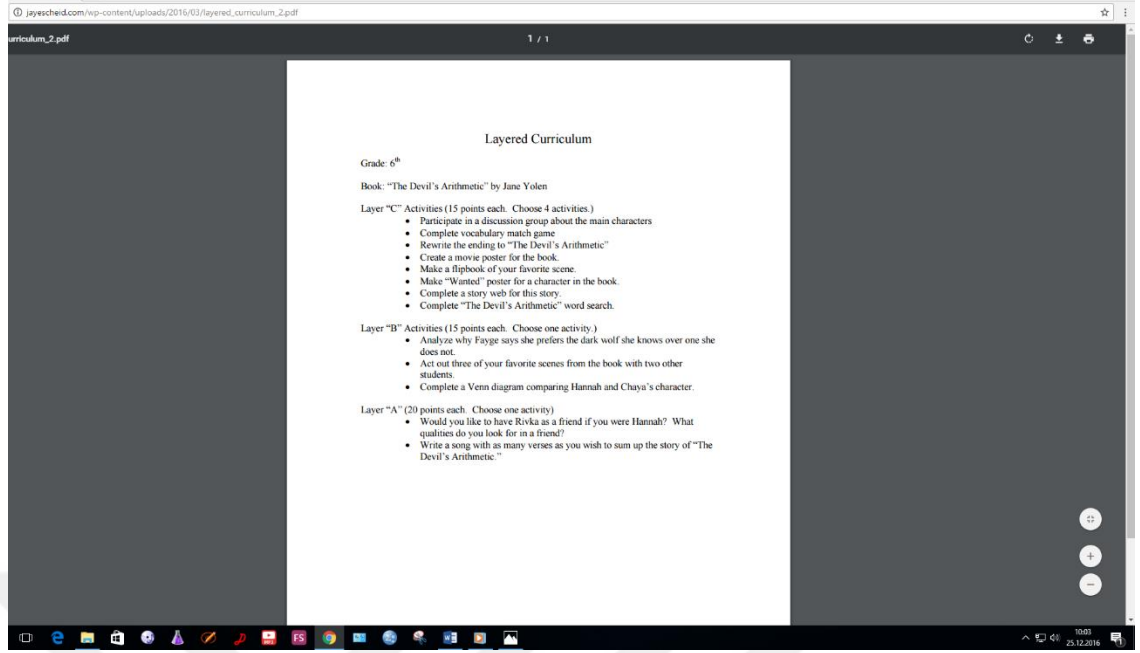 jayescheid.com/wp-content/uploads/2016/03/layered_curriculum_2.pdf
urriculum_2.pdf
1 / 1
Layered Curriculum
Grade: 6th
Book: “The Devil’s Arithmetic” by Jane Yolen
Layer “C” Activities (15 points each. Choose 4 activities.)
• Participate in a discussion group about the main characters
• Complete vocabulary match game
• Rewrite the ending to “The Devil’s Arithmetic”
• Create a movie poster for the book.
• Make a flipbook of your favorite scene.
• Make “Wanted” poster for a character in the book.
• Complete a story web for this story.
• Complete “The Devil’s Arithmetic” word search.
Layer “B” Activities (15 points each. Choose one activity.)
• Analyze why Fayge says she prefers the dark wolf she knows over one she
does not.
• Act out three of your favorite scenes from the book with two other
students.
• Complete a Venn diagram comparing Hannah and Chaya’s character.
Layer “A” (20 points each. Choose one activity)
• Would you like to have Rivka as a friend if you were Hannah? What
qualities do you look for in a friend?
• Write a song with as many verses as you wish to sum up the story of “The
Devil’s Arithmetic.”
FS
10:03
25.12.2016